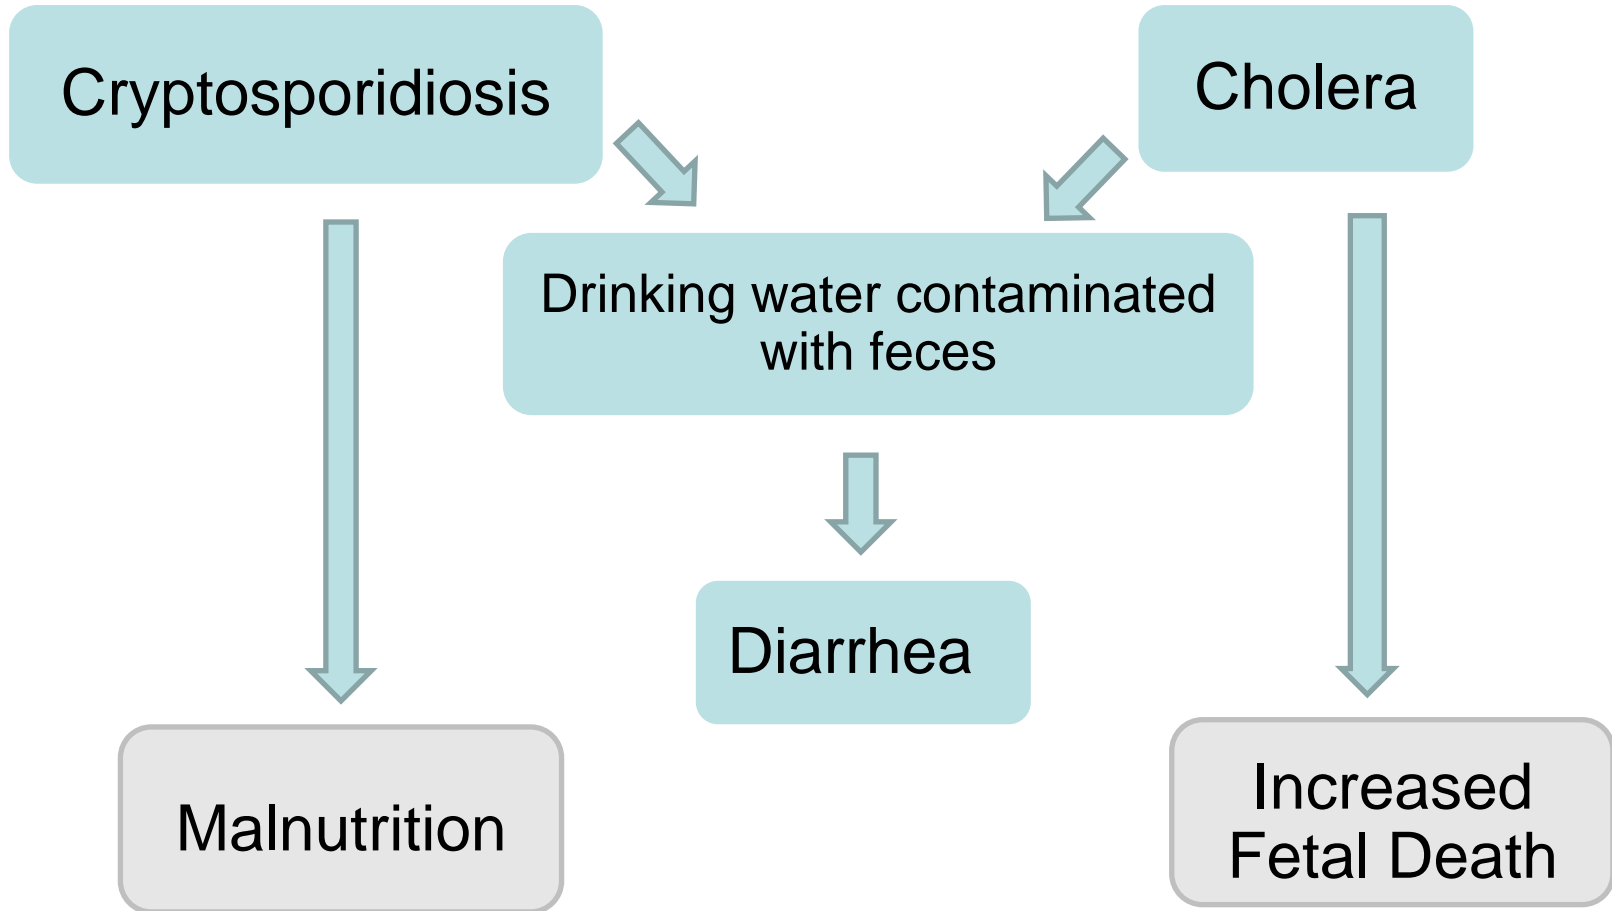 Cryptosporidiosis
Cholera
Drinking water contaminated
with feces
Diarrhea
Malnutrition
Increased
Fetal Death